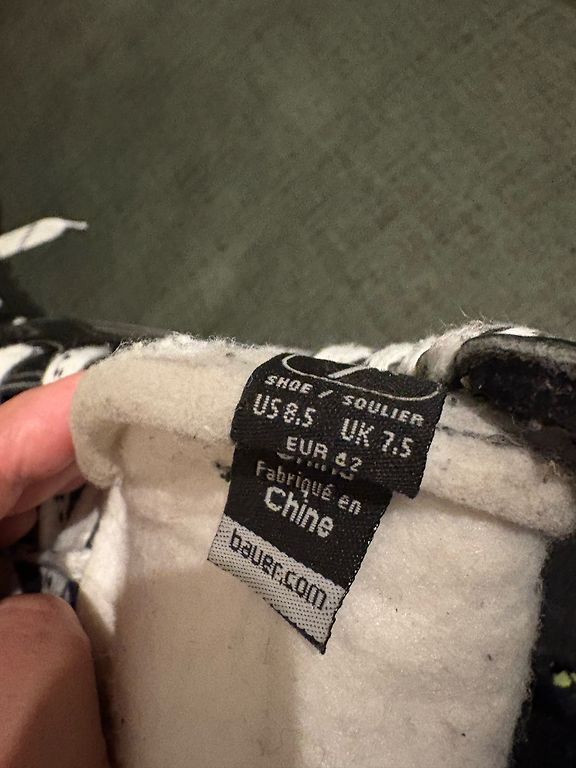 SHOE / SOULIER
US 8.5 UK 7.5
EUR 42
Fabriqué en
Chine
bauer.com